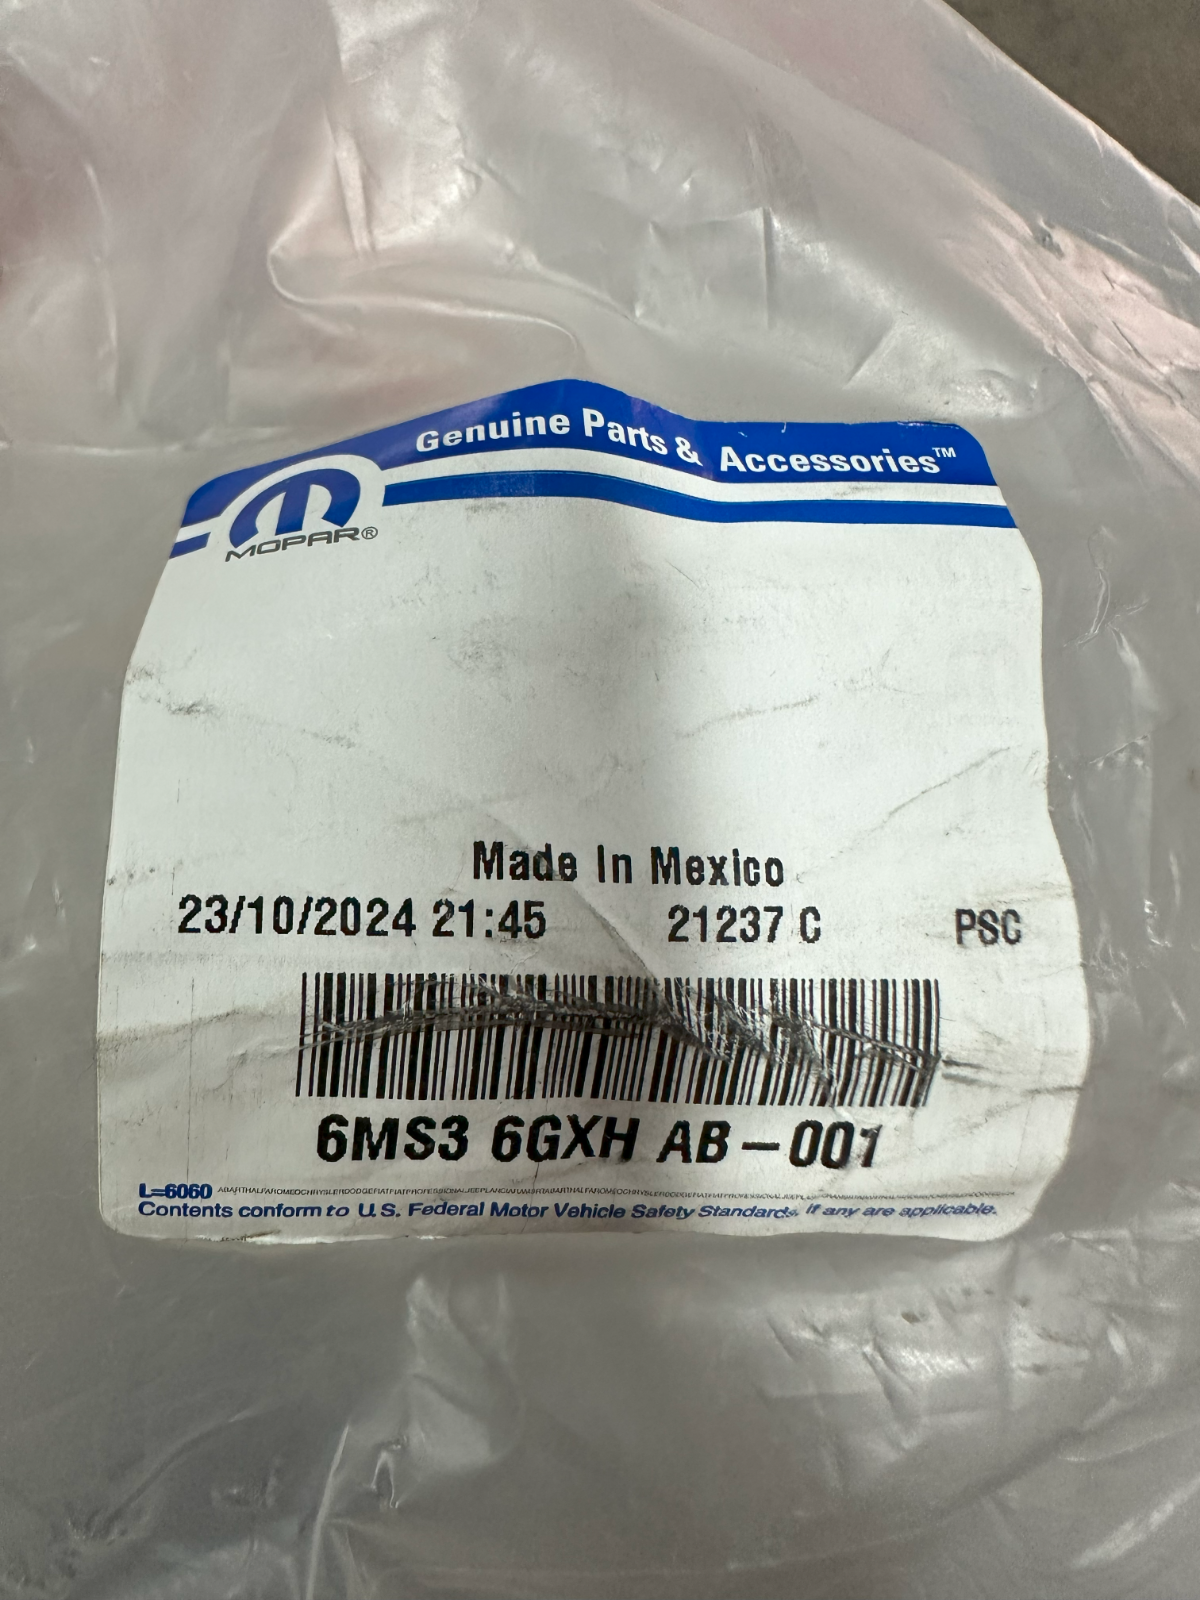 Genuine Parts & Accessories™
MOPAR®
Made In Mexico
23/10/2024 21:45 21237 C PSC
6MS3 6GXH AB-001
L=6060
Contents conform to U.S. Federal Motor Vehicle Safety Standards, if any are applicable.